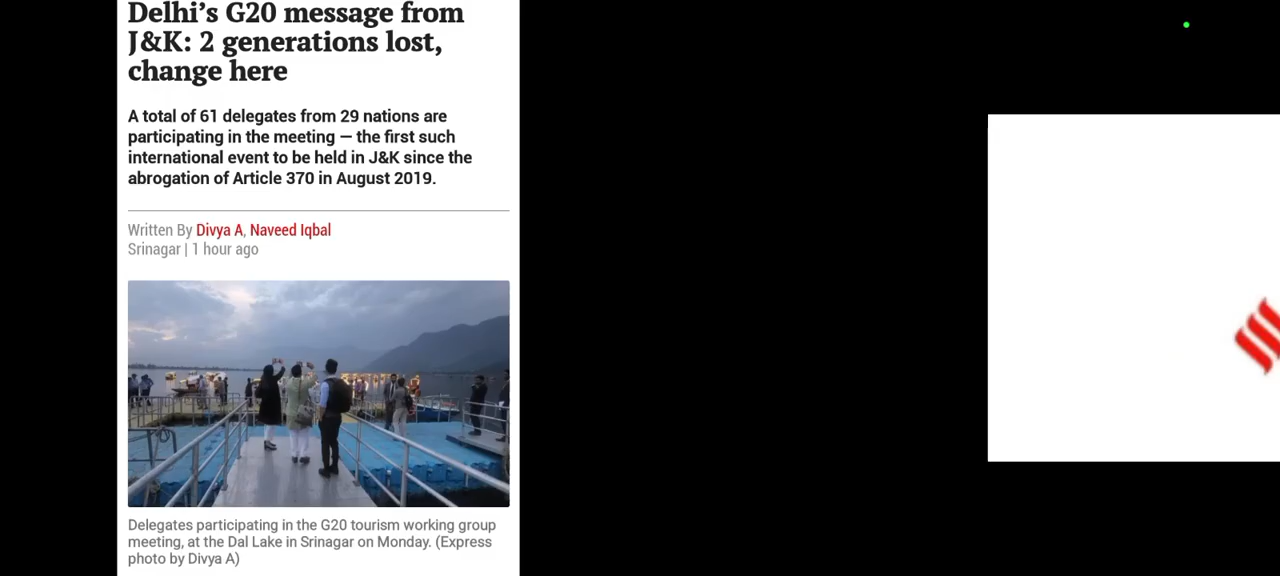 Delhi’s G20 message from
J&K: 2 generations lost,
change here
A total of 61 delegates from 29 nations are
participating in the meeting — the first such
international event to be held in J&K since the
abrogation of Article 370 in August 2019.
Written By Divya A, Naveed Iqbal
Srinagar | 1 hour ago
Delegates participating in the G20 tourism working group
meeting, at the Dal Lake in Srinagar on Monday. (Express
photo by Divya A)